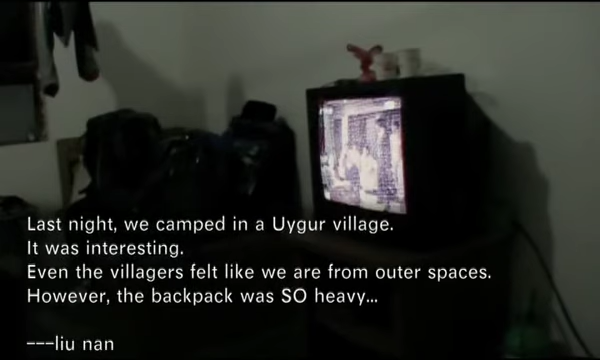 Last night, we camped in a Uygur village.
It was interesting.
Even the villagers felt like we are from outer spaces.
However, the backpack was SO heavy...
---liu nan